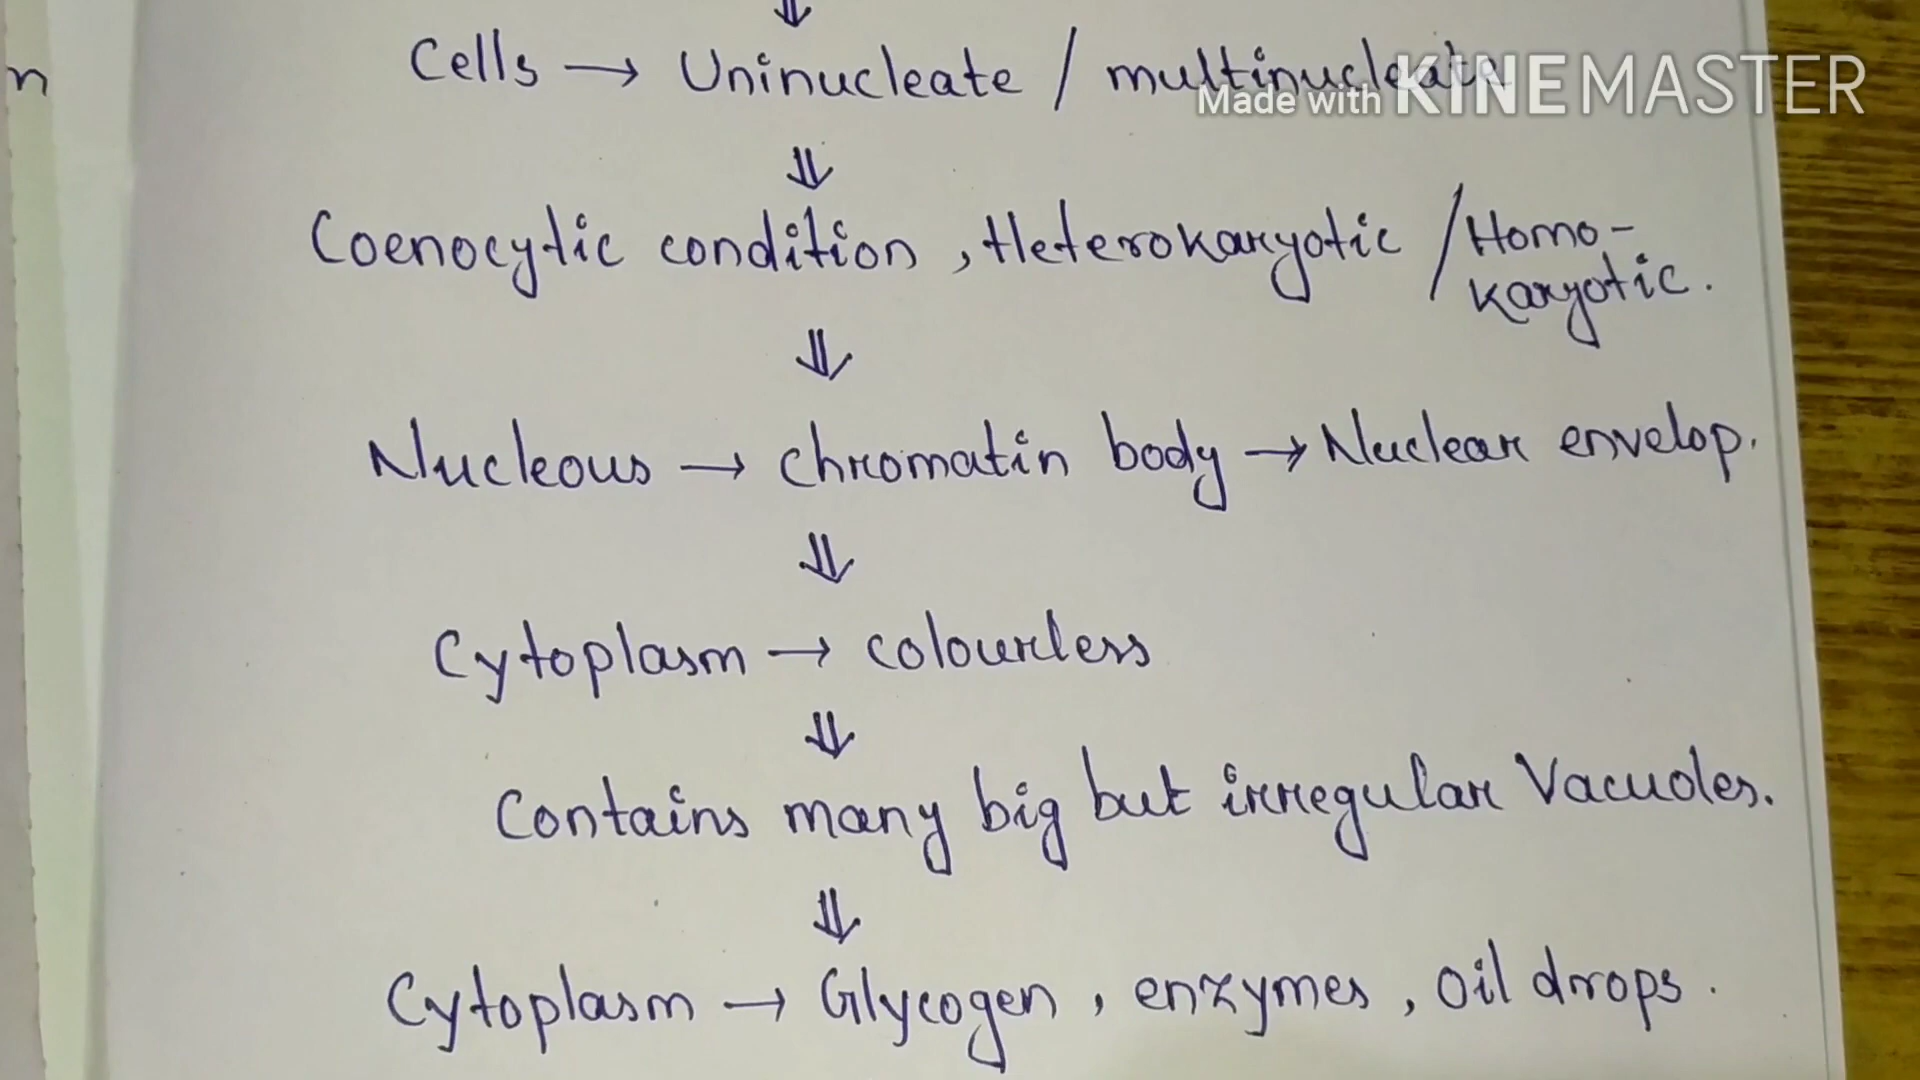 ⇓
n
Cells → Uninucleate / multinucleate
Made with KINEMASTER
⇓
Coenocytic condition, Heterokaryotic / Homo-
karyotic.
⇓
Nucleous → chromatin body → Nuclear envelop.
⇓
Cytoplasm → colourless
⇓
Contains many big but irregular Vacuoles.
⇓
Cytoplasm → Glycogen, enzymes, oil drops.